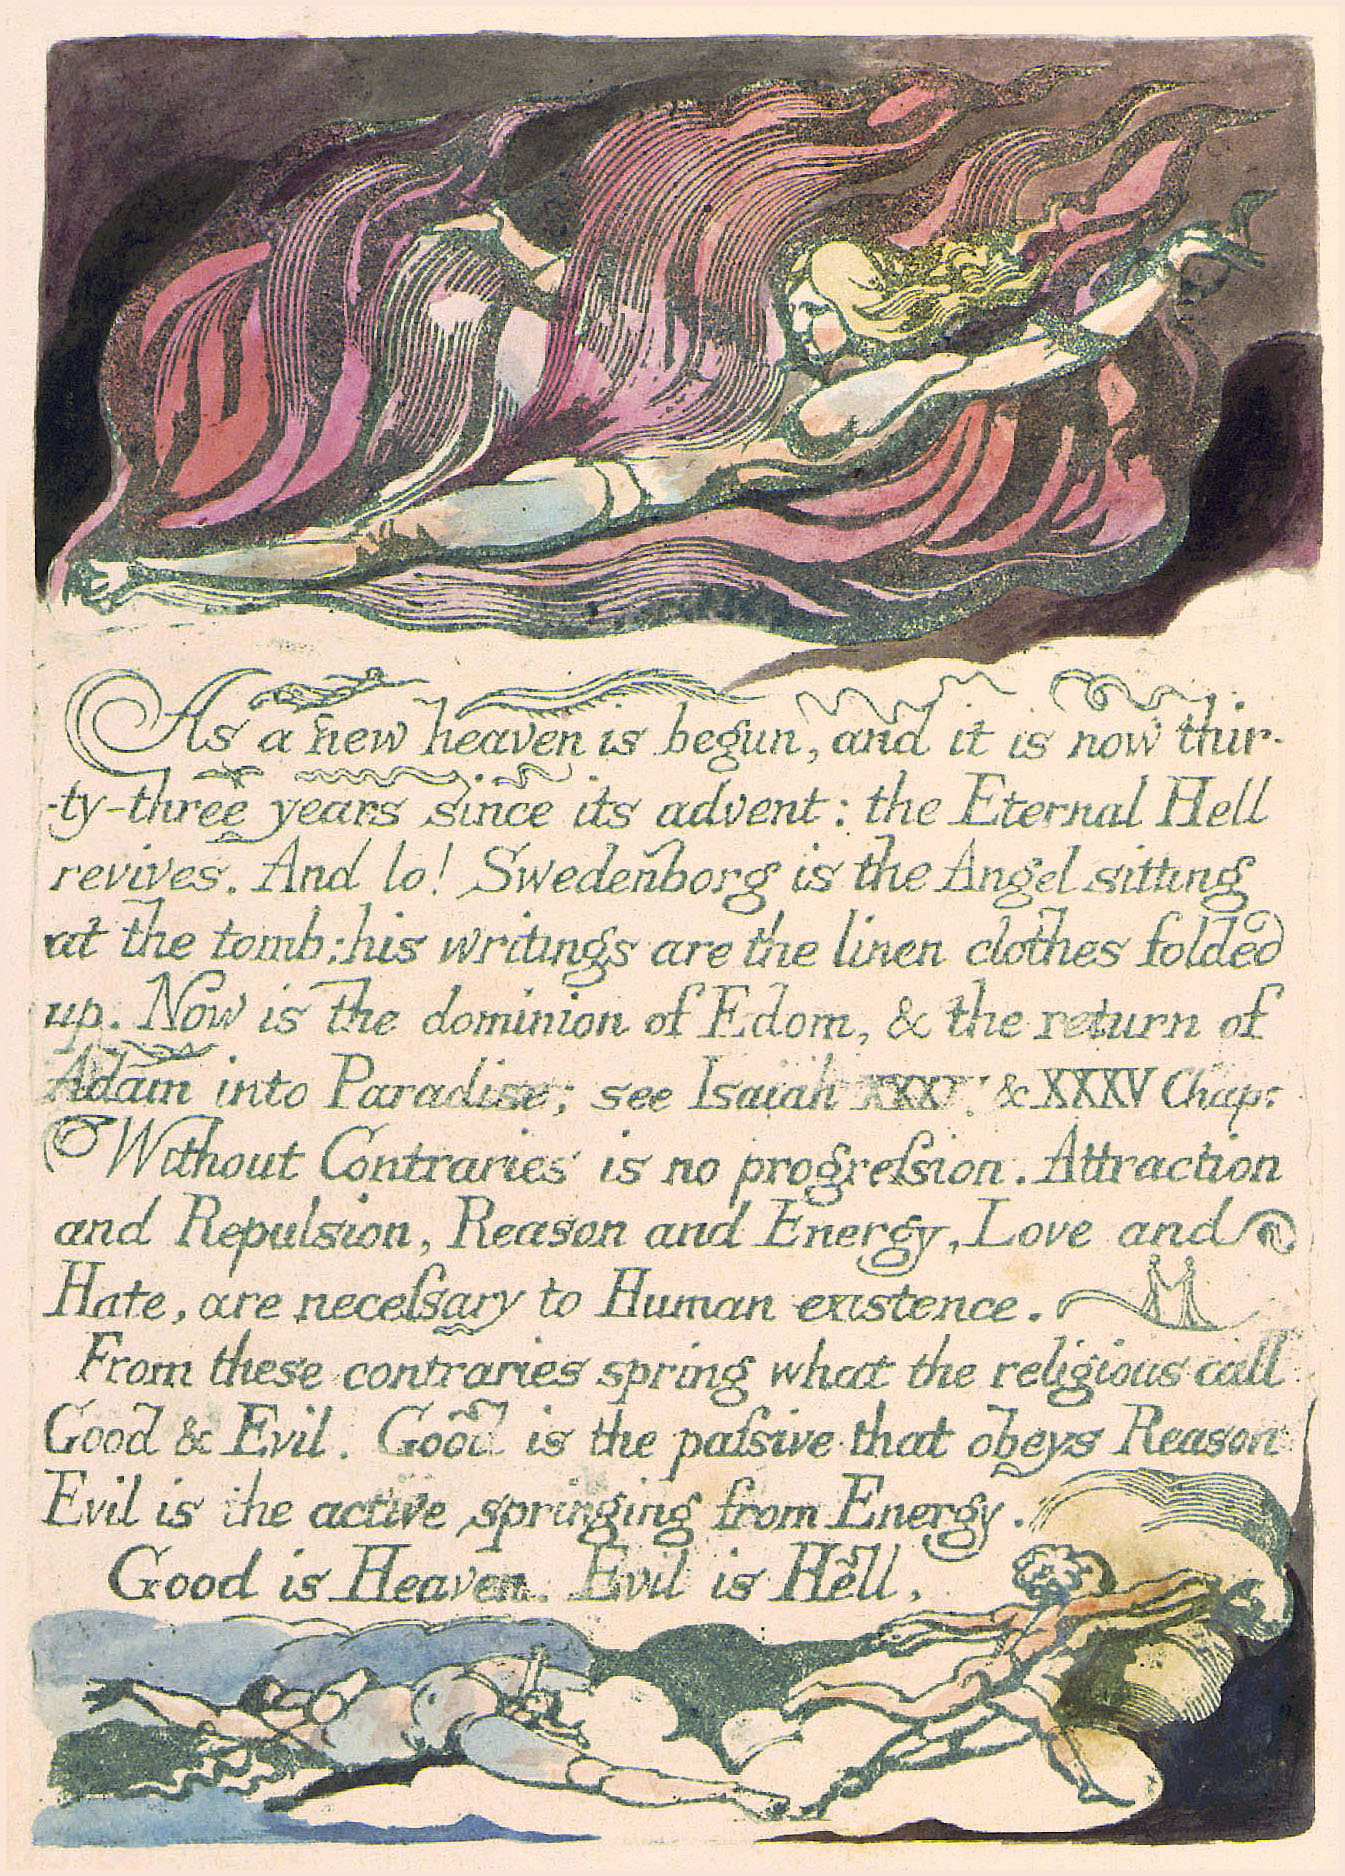 As a new heaven is begun, and it is now thir-
-ty-three years since its advent: the Eternal Hell
revives. And lo! Swedenborg is the Angel sitting
at the tomb: his writings are the linen clothes folded
up. Now is the dominion of Edom, & the return of
Adam into Paradise; see Isaiah & XXXV Chap:
Without Contraries is no progreſsion. Attraction
and Repulsion, Reason and Energy, Love and
Hate, are neceſsary to Human existence.
From these contraries spring what the religious call
Good & Evil. Good is the paſsive that obeys Reason
Evil is the active springing from Energy.
Good is Heaven. Evil is Hell.